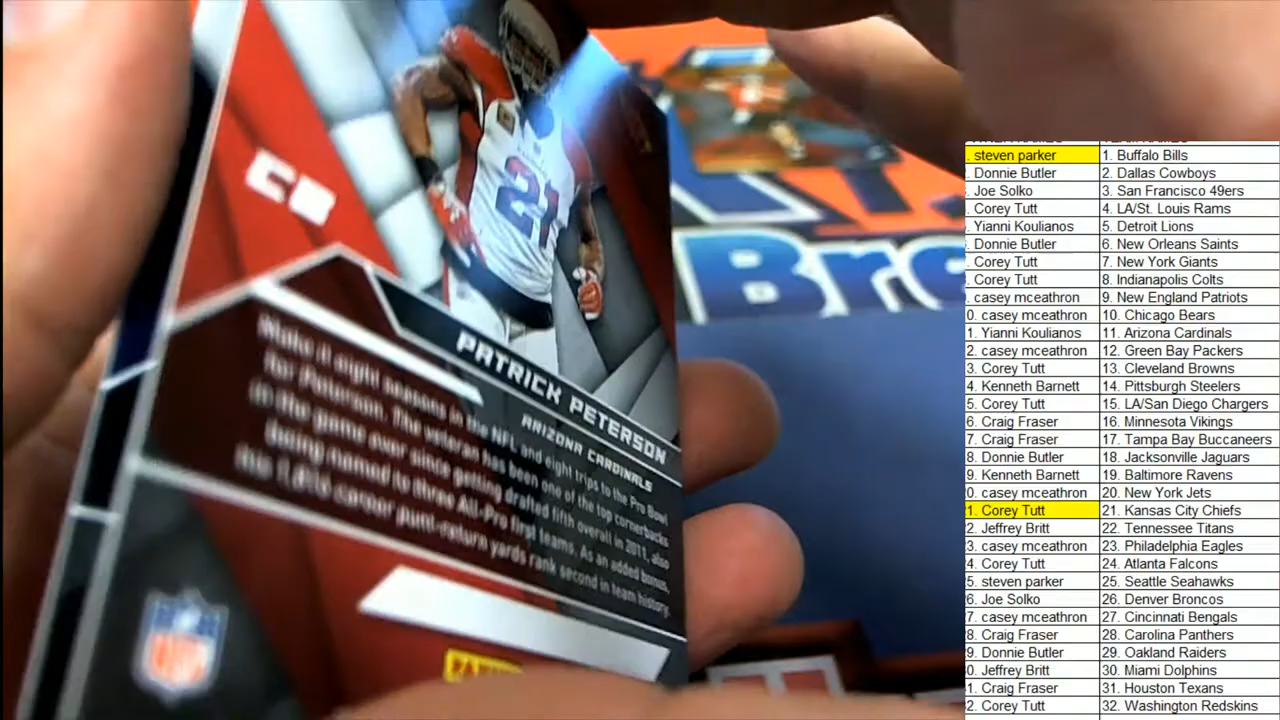 CB
21
PATRICK PETERSON
ARIZONA CARDINALS
seasons in the NFL and eight trips to the Pro Bowl
has been one of the top cornerbacks
ever since getting drafted fifth overall in 2011, also
to three All-Pro first teams. As an added bonus,
his 1,4 career punt-return yards rank second in team history.
NFL
PANINI
Bre
steven parker 1. Buffalo Bills
. Donnie Butler 2. Dallas Cowboys
. Joe Solko 3. San Francisco 49ers
. Corey Tutt 4. LA/St. Louis Rams
. Yianni Koulianos 5. Detroit Lions
. Donnie Butler 6. New Orleans Saints
. Corey Tutt 7. New York Giants
. Corey Tutt 8. Indianapolis Colts
. casey mceathron 9. New England Patriots
0. casey mceathron 10. Chicago Bears
1. Yianni Koulianos 11. Arizona Cardinals
2. casey mceathron 12. Green Bay Packers
3. Corey Tutt 13. Cleveland Browns
4. Kenneth Barnett 14. Pittsburgh Steelers
5. Corey Tutt 15. LA/San Diego Chargers
6. Craig Fraser 16. Minnesota Vikings
7. Craig Fraser 17. Tampa Bay Buccaneers
8. Donnie Butler 18. Jacksonville Jaguars
9. Kenneth Barnett 19. Baltimore Ravens
0. casey mceathron 20. New York Jets
1. Corey Tutt 21. Kansas City Chiefs
2. Jeffrey Britt 22. Tennessee Titans
3. casey mceathron 23. Philadelphia Eagles
4. Corey Tutt 24. Atlanta Falcons
5. steven parker 25. Seattle Seahawks
6. Joe Solko 26. Denver Broncos
7. casey mceathron 27. Cincinnati Bengals
8. Craig Fraser 28. Carolina Panthers
9. Donnie Butler 29. Oakland Raiders
0. Jeffrey Britt 30. Miami Dolphins
1. Craig Fraser 31. Houston Texans
2. Corey Tutt 32. Washington Redskins